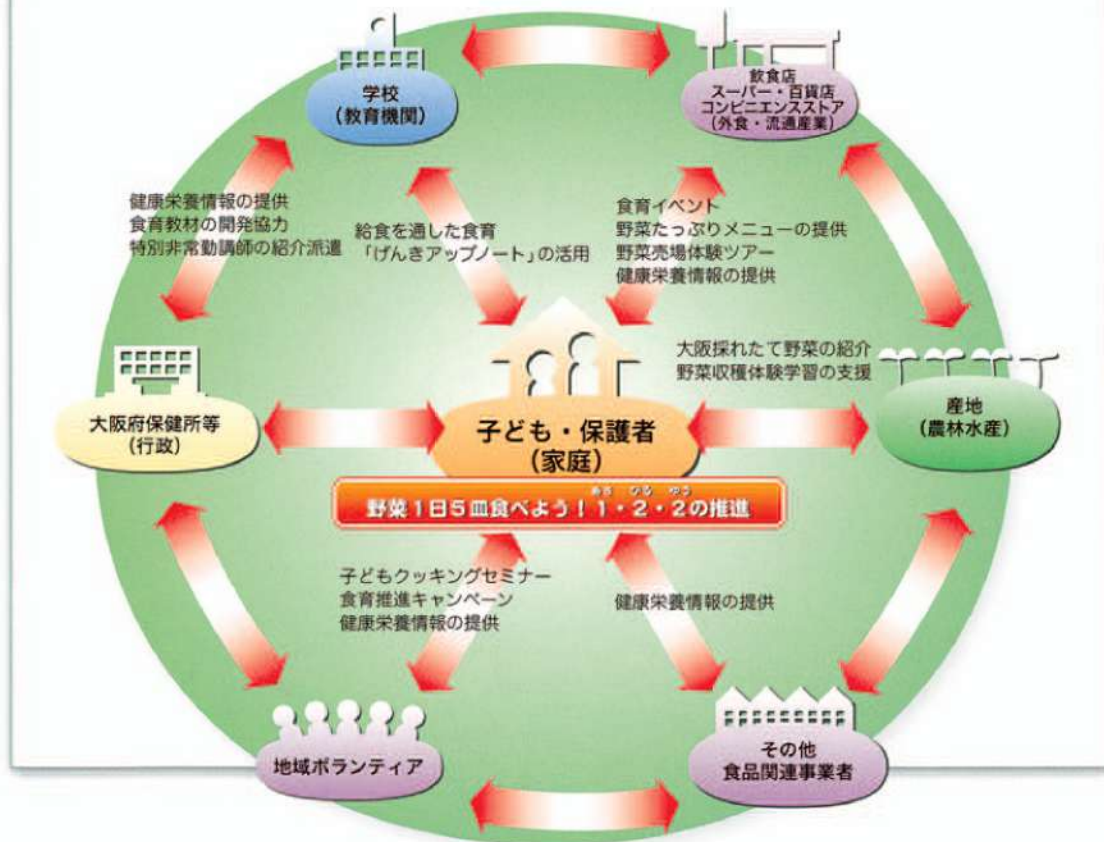 学校
(教育機関)
飲食店
スーパー・百貨店
コンビニエンスストア
(外食・流通産業)
健康栄養情報の提供
食育教材の開発協力
特別非常勤講師の紹介派遣
給食を通した食育
「げんきアップノート」の活用
食育イベント
野菜たっぷりメニューの提供
野菜売場体験ツアー
健康栄養情報の提供
大阪採れたて野菜の紹介
野菜収穫体験学習の支援
大阪府保健所等
(行政)
子ども・保護者
(家庭)
産地
(農林水産)
あさ ひる ゆう
野菜1日5皿食べよう!1・2・2の推進
子どもクッキングセミナー
食育推進キャンペーン
健康栄養情報の提供
健康栄養情報の提供
地域ボランティア
その他
食品関連事業者